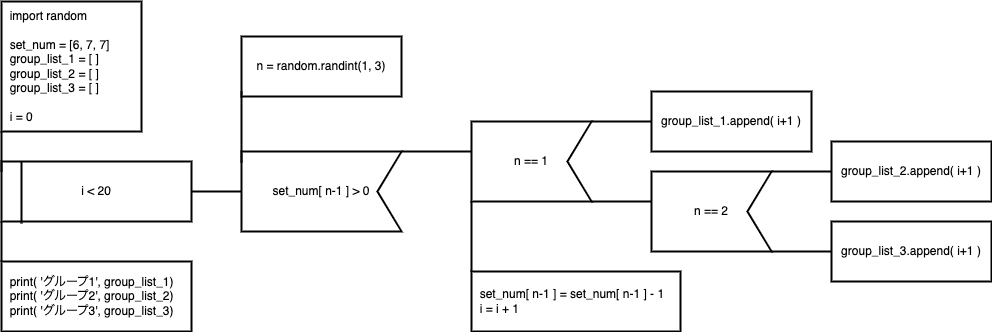 import random
set_num = [6, 7, 7]
group_list_1 = [ ]
group_list_2 = [ ]
group_list_3 = [ ]
i = 0
i < 20
print( 'グループ1', group_list_1)
print( 'グループ2', group_list_2)
print( 'グループ3', group_list_3)
n = random.randint(1, 3)
set_num[ n-1 ] > 0
n == 1
group_list_1.append( i+1 )
n == 2
group_list_2.append( i+1 )
group_list_3.append( i+1 )
set_num[ n-1 ] = set_num[ n-1 ] - 1
i = i + 1